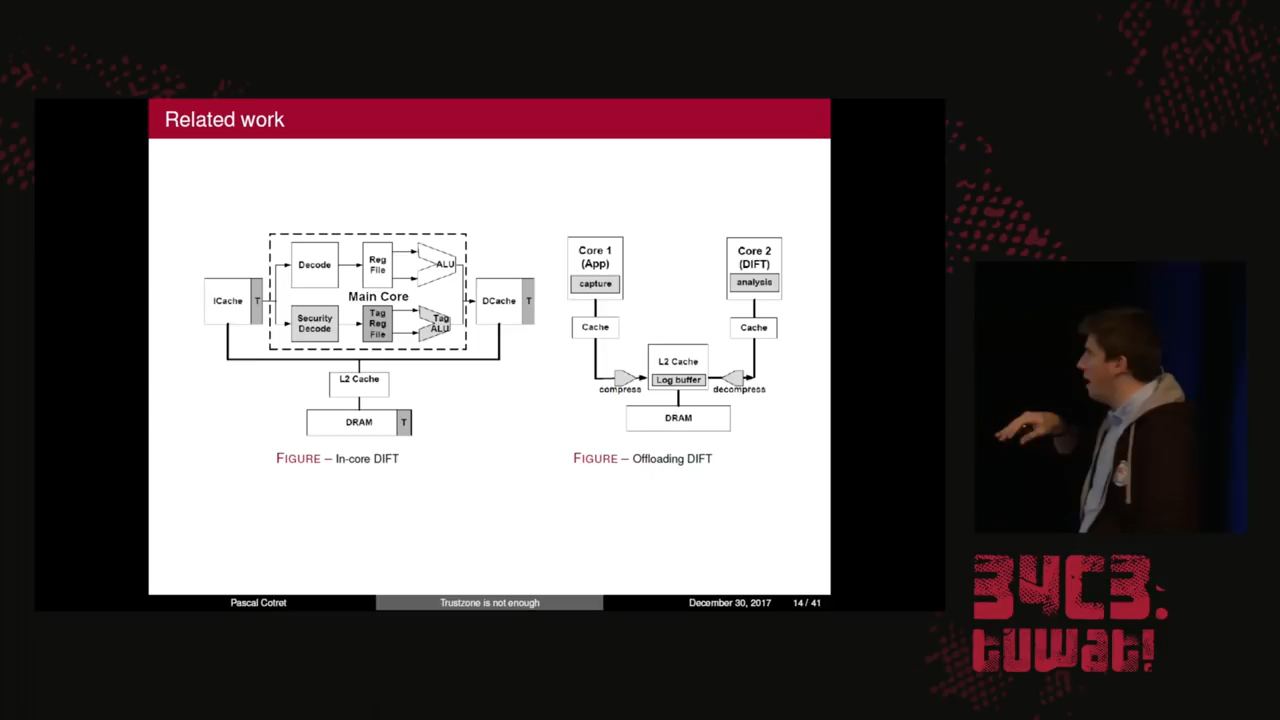 Related work
Decode
Reg
File
ALU
ICache
T
Main Core
DCache
T
Security
Decode
Tag
Reg
File
Tag
ALU
L2 Cache
DRAM
T
FIGURE – In-core DIFT
Core 1
(App)
capture
Core 2
(DIFT)
analysis
Cache
Cache
L2 Cache
Log buffer
compress
decompress
DRAM
FIGURE – Offloading DIFT
Pascal Cotret
Trustzone is not enough
December 30, 2017
14 / 41
34C3.
tuwat!